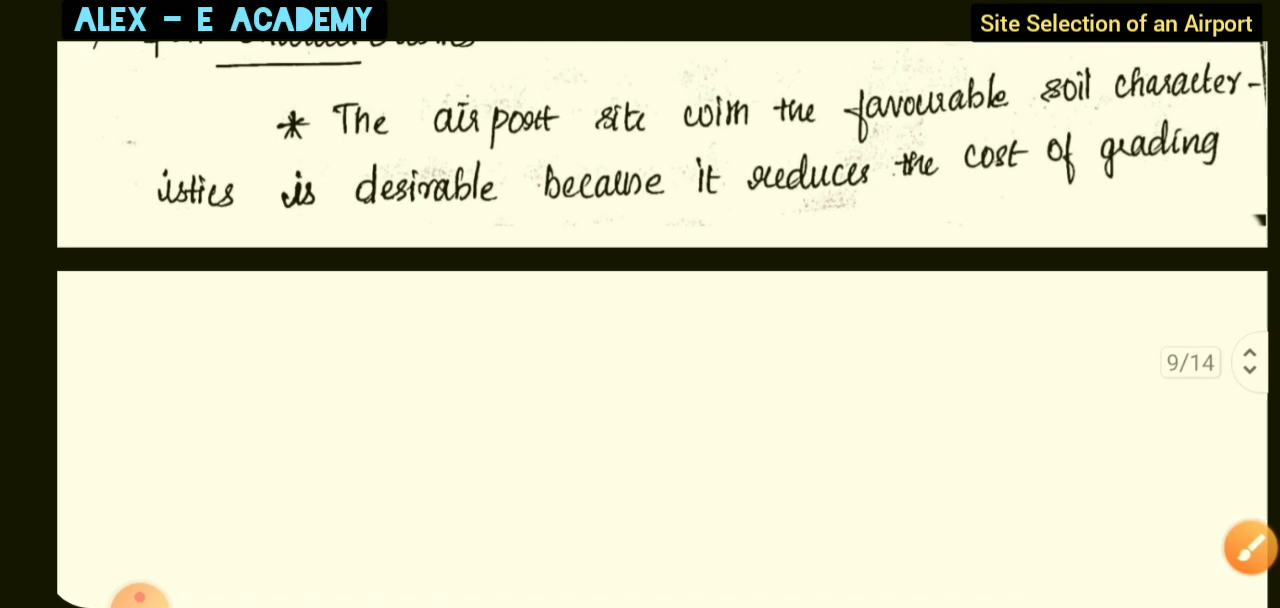 ALEX - E ACADEMY
Site Selection of an Airport
* The airport site with the favourable soil character-
istics is desirable because it reduces the cost of grading
9/14